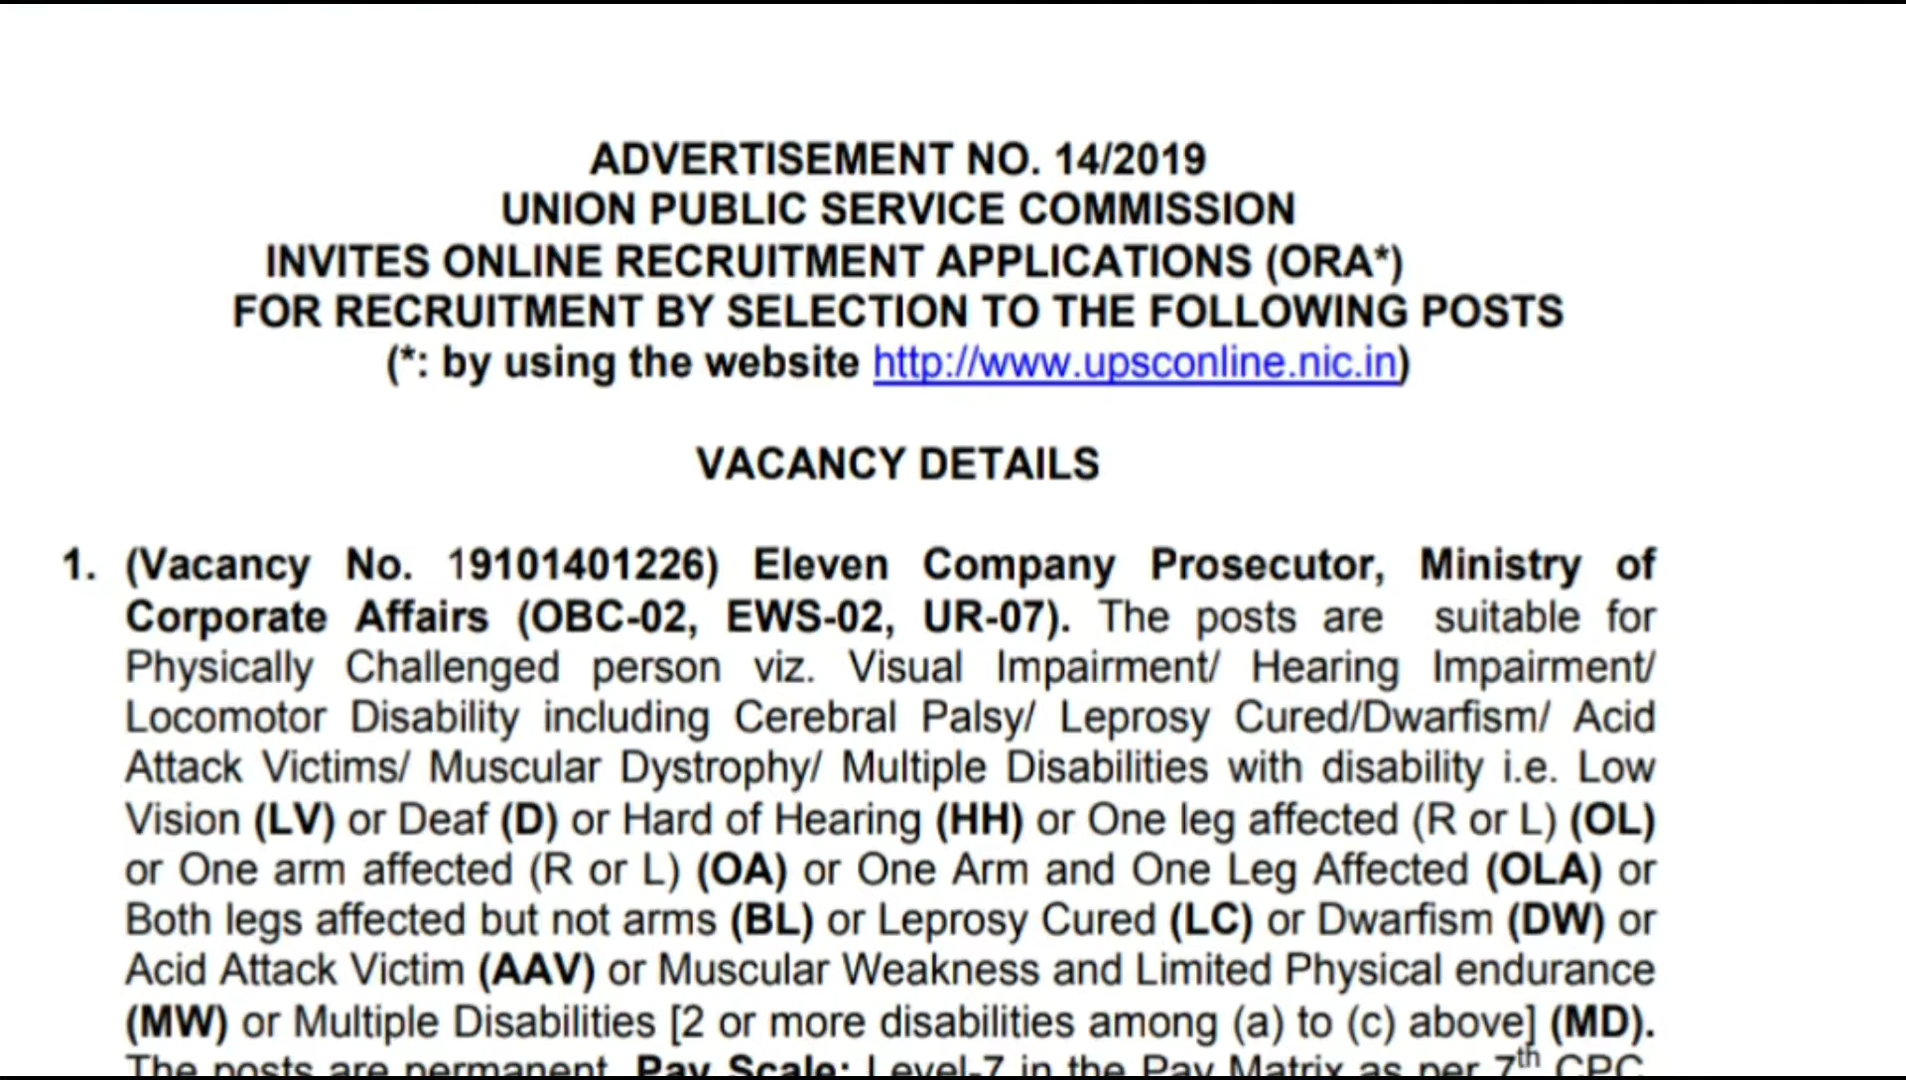 ADVERTISEMENT NO. 14/2019
UNION PUBLIC SERVICE COMMISSION
INVITES ONLINE RECRUITMENT APPLICATIONS (ORA*)
FOR RECRUITMENT BY SELECTION TO THE FOLLOWING POSTS
(*: by using the website http://www.upsconline.nic.in)
VACANCY DETAILS
1. (Vacancy No. 19101401226) Eleven Company Prosecutor, Ministry of
Corporate Affairs (OBC-02, EWS-02, UR-07). The posts are suitable for
Physically Challenged person viz. Visual Impairment/ Hearing Impairment/
Locomotor Disability including Cerebral Palsy/ Leprosy Cured/Dwarfism/ Acid
Attack Victims/ Muscular Dystrophy/ Multiple Disabilities with disability i.e. Low
Vision (LV) or Deaf (D) or Hard of Hearing (HH) or One leg affected (R or L) (OL)
or One arm affected (R or L) (OA) or One Arm and One Leg Affected (OLA) or
Both legs affected but not arms (BL) or Leprosy Cured (LC) or Dwarfism (DW) or
Acid Attack Victim (AAV) or Muscular Weakness and Limited Physical endurance
(MW) or Multiple Disabilities [2 or more disabilities among (a) to (c) above] (MD).
The posts are permanent. Pay Scale: Level-7 in the Pay Matrix as per 7th CPC